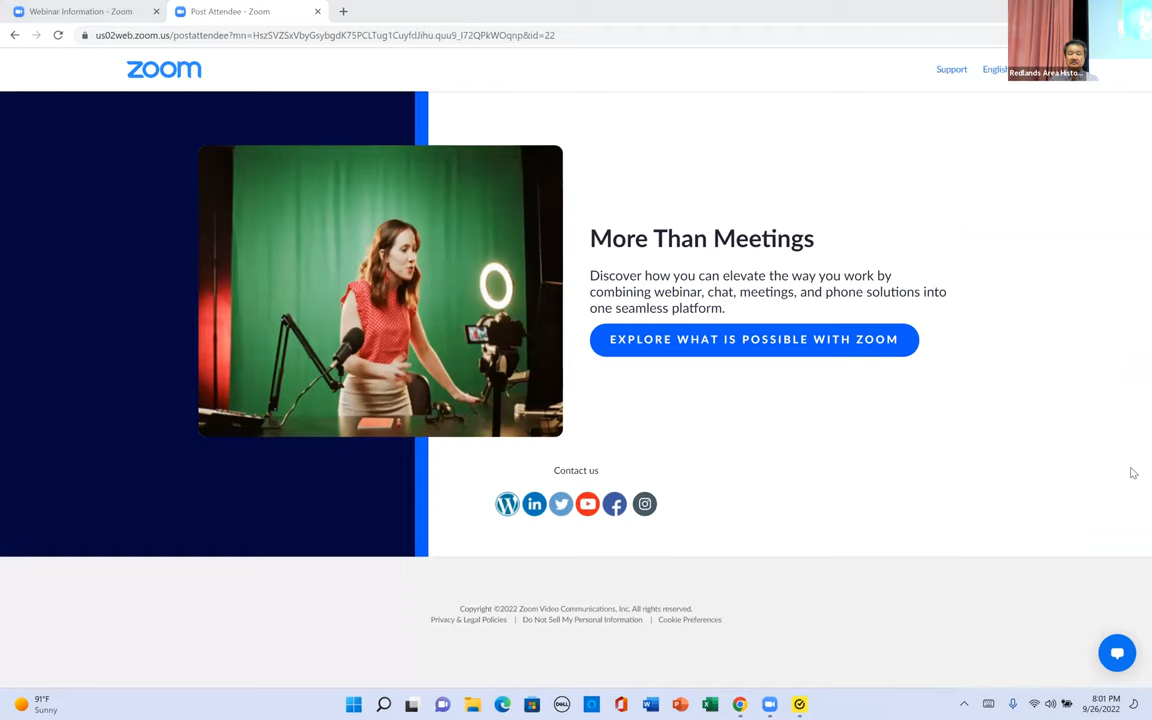 Webinar Information - Zoom
Post Attendee - Zoom
us02web.zoom.us/postattendee?mn=HszSVZSxVbyGsybgdK75PCLTug1CuyfdJihu.quu9_I72QPkWOqnp&id=22
zoom
Support
English
Redlands Area Histo...
More Than Meetings
Discover how you can elevate the way you work by
combining webinar, chat, meetings, and phone solutions into
one seamless platform.
EXPLORE WHAT IS POSSIBLE WITH ZOOM
Contact us
Copyright ©2022 Zoom Video Communications, Inc. All rights reserved.
Privacy & Legal Policies | Do Not Sell My Personal Information | Cookie Preferences
91°F
Sunny
DELL
8:01 PM
9/26/2022